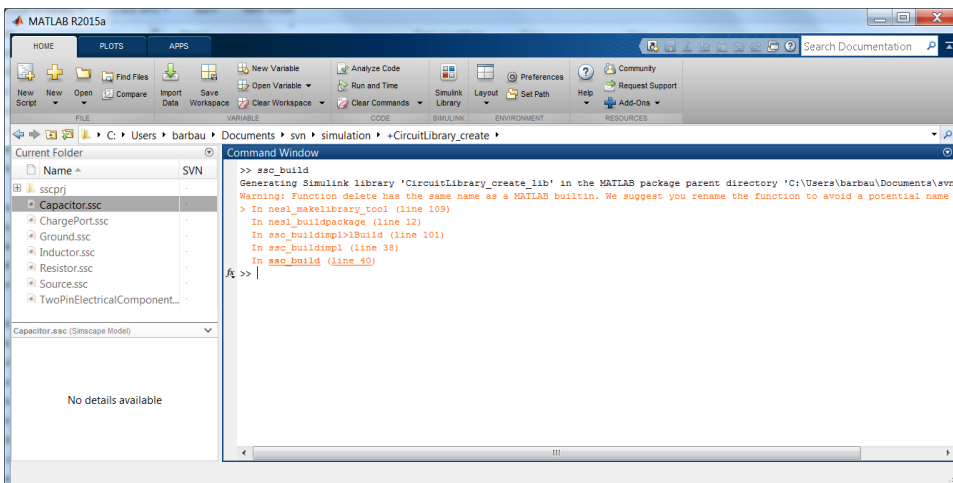 MATLAB R2015a
HOME PLOTS APPS
Search Documentation
New Script
New
Open
Find Files
Compare
Import Data
Save Workspace
New Variable
Open Variable
Clear Workspace
Analyze Code
Run and Time
Clear Commands
Simulink Library
Layout
Preferences
Set Path
Help
Community
Request Support
Add-Ons
FILE VARIABLE CODE SIMULINK ENVIRONMENT RESOURCES
C: Users barbau Documents svn simulation +CircuitLibrary_create
Current Folder
Name SVN
sscprj
Capacitor.ssc
ChargePort.ssc
Ground.ssc
Inductor.ssc
Resistor.ssc
Source.ssc
TwoPinElectricalComponent...
Capacitor.ssc (Simscape Model)
No details available
Command Window
>> ssc_build
Generating Simulink library 'CircuitLibrary_create_lib' in the MATLAB package parent directory 'C:\Users\barbau\Documents\svn
Warning: Function delete has the same name as a MATLAB builtin. We suggest you rename the function to avoid a potential name
> In nesl_makelibrary_tool (line 109)
In nesl_buildpackage (line 12)
In ssc_buildimpl>lBuild (line 101)
In ssc_buildimpl (line 38)
In ssc_build (line 40)
fx >>